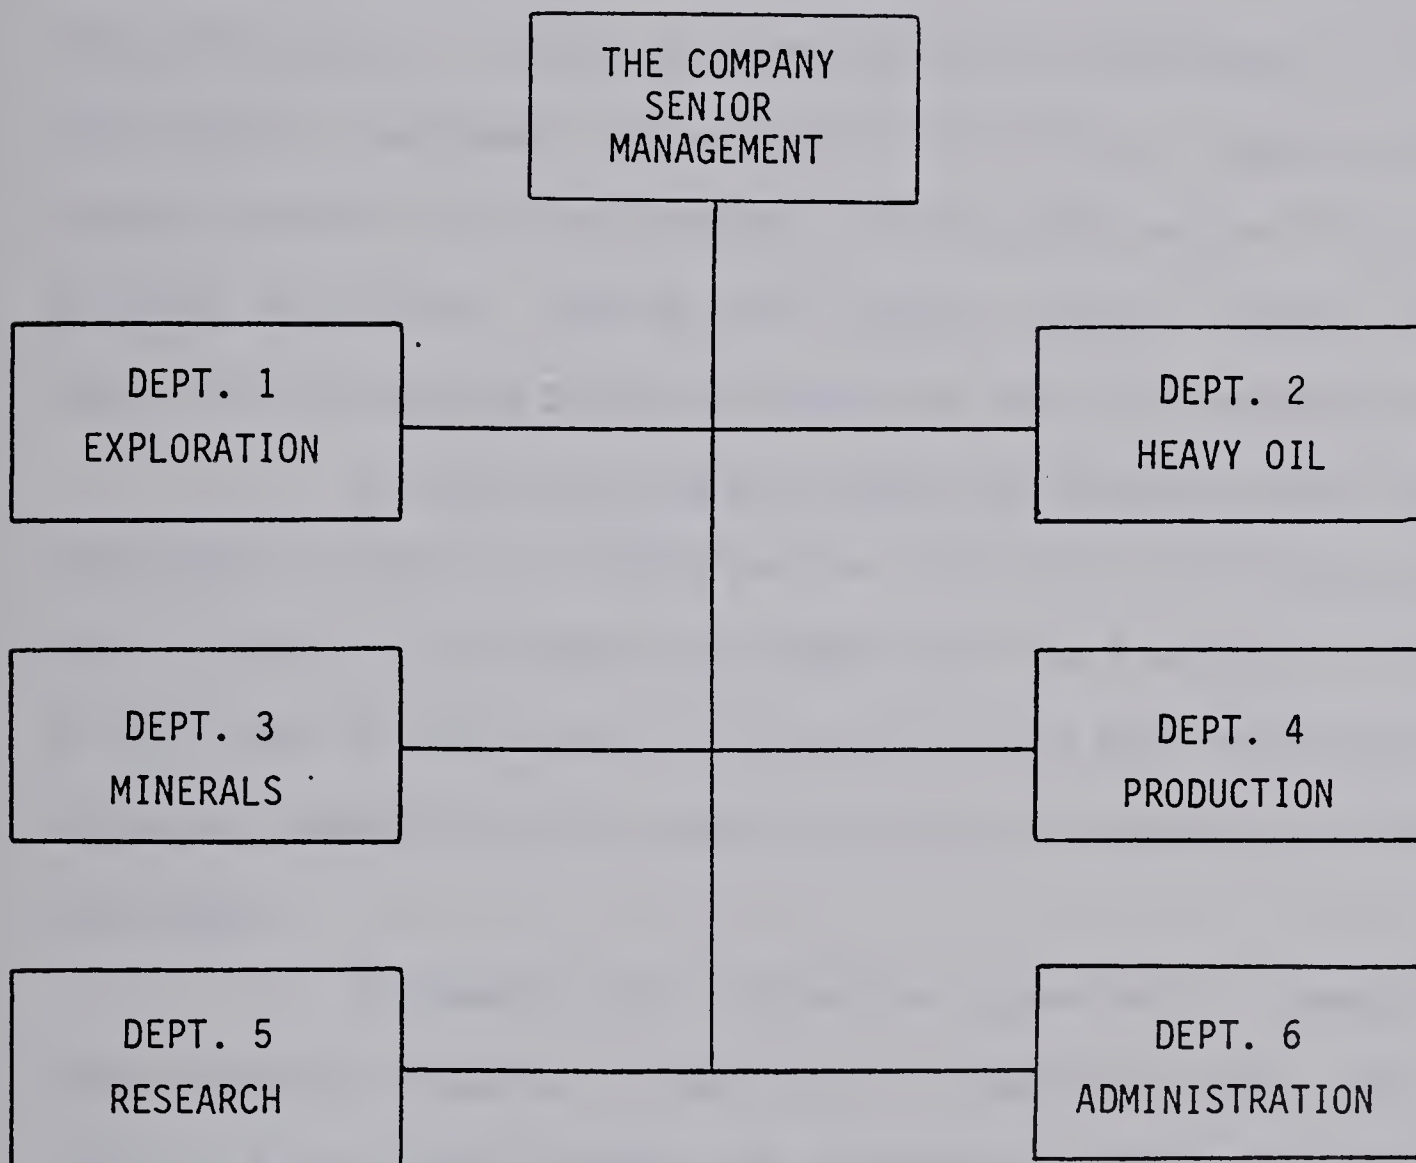 THE COMPANY
SENIOR
MANAGEMENT
DEPT. 1
EXPLORATION
DEPT. 2
HEAVY OIL
DEPT. 3
MINERALS
DEPT. 4
PRODUCTION
DEPT. 5
RESEARCH
DEPT. 6
ADMINISTRATION